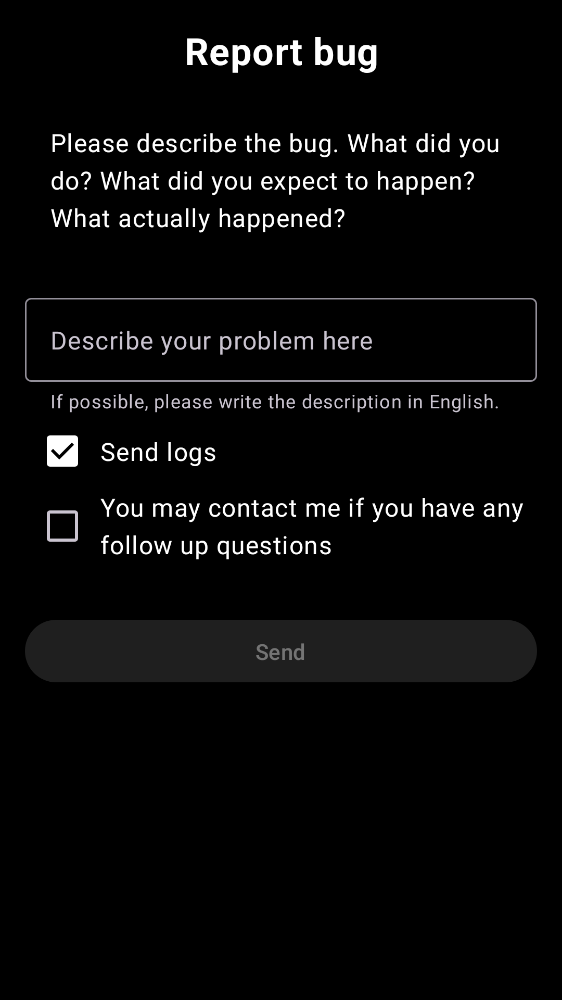 Report bug
Please describe the bug. What did you
do? What did you expect to happen?
What actually happened?
Describe your problem here
If possible, please write the description in English.
Send logs
You may contact me if you have any
follow up questions
Send